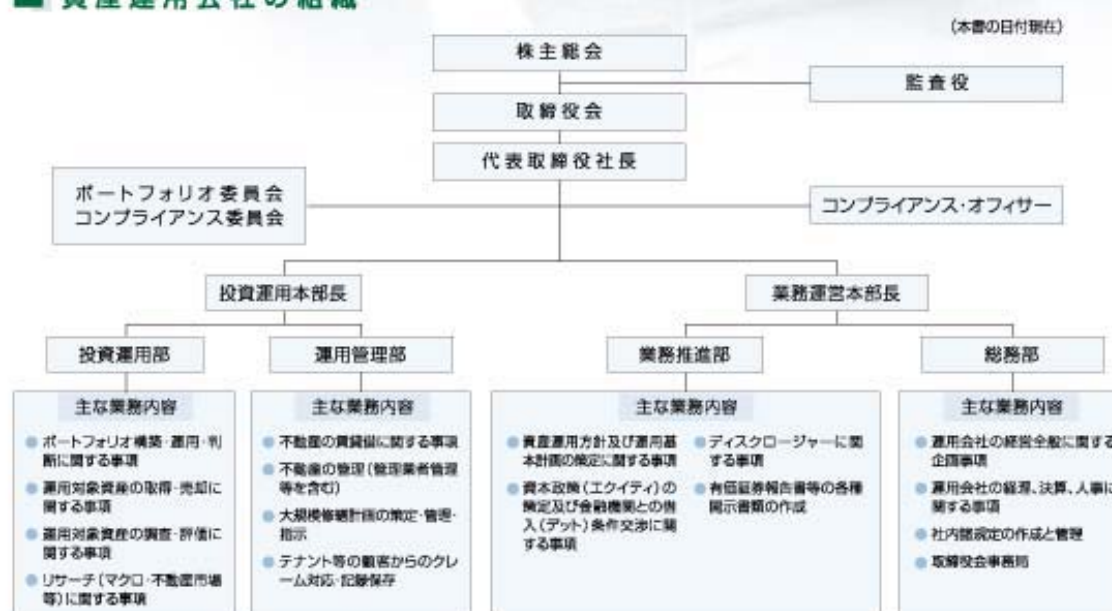 資産運用会社の組織
(本書の日付現在)
株主総会
監査役
取締役会
代表取締役社長
ポートフォリオ委員会
コンプライアンス委員会
コンプライアンス・オフィサー
投資運用本部長
業務運営本部長
投資運用部
運用管理部
業務推進部
総務部
主な業務内容
ポートフォリオ構築・運用・判
断に関する事項
運用対象資産の取得・売却に
関する事項
運用対象資産の調査・評価に
関する事項
リサーチ(マクロ・不動産市場
等)に関する事項
主な業務内容
不動産の賃貸借に関する事項
不動産の管理(管理業者管理
等を含む)
大規模修繕計画の策定・管理・
指示
テナント等の顧客からのクレ
ーム対応・記録保存
主な業務内容
資産運用方針及び運用基
本計画の策定に関する事項
資本政策(エクイティ)の
策定及び金融機関との借
入(デット)条件交渉に関
する事項
ディスクロージャーに関
する事項
有価証券報告書等の各種
開示書類の作成
主な業務内容
運用会社の経営全般に関する
企画事項
運用会社の経理、決算、人事に
関する事項
社内諸規定の作成と管理
取締役会事務局